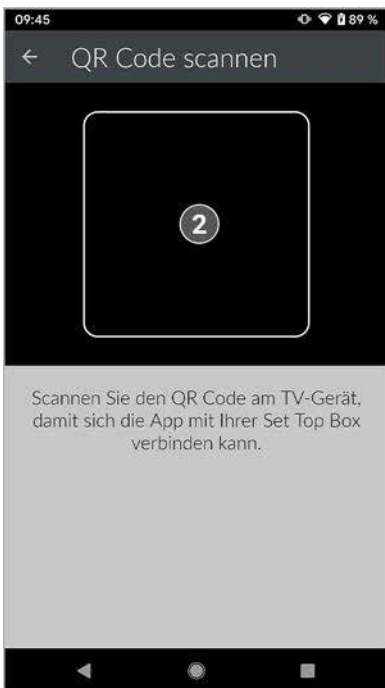 09:45
89 %
QR Code scannen
2
Scannen Sie den QR Code am TV-Gerät,
damit sich die App mit Ihrer Set Top Box
verbinden kann.